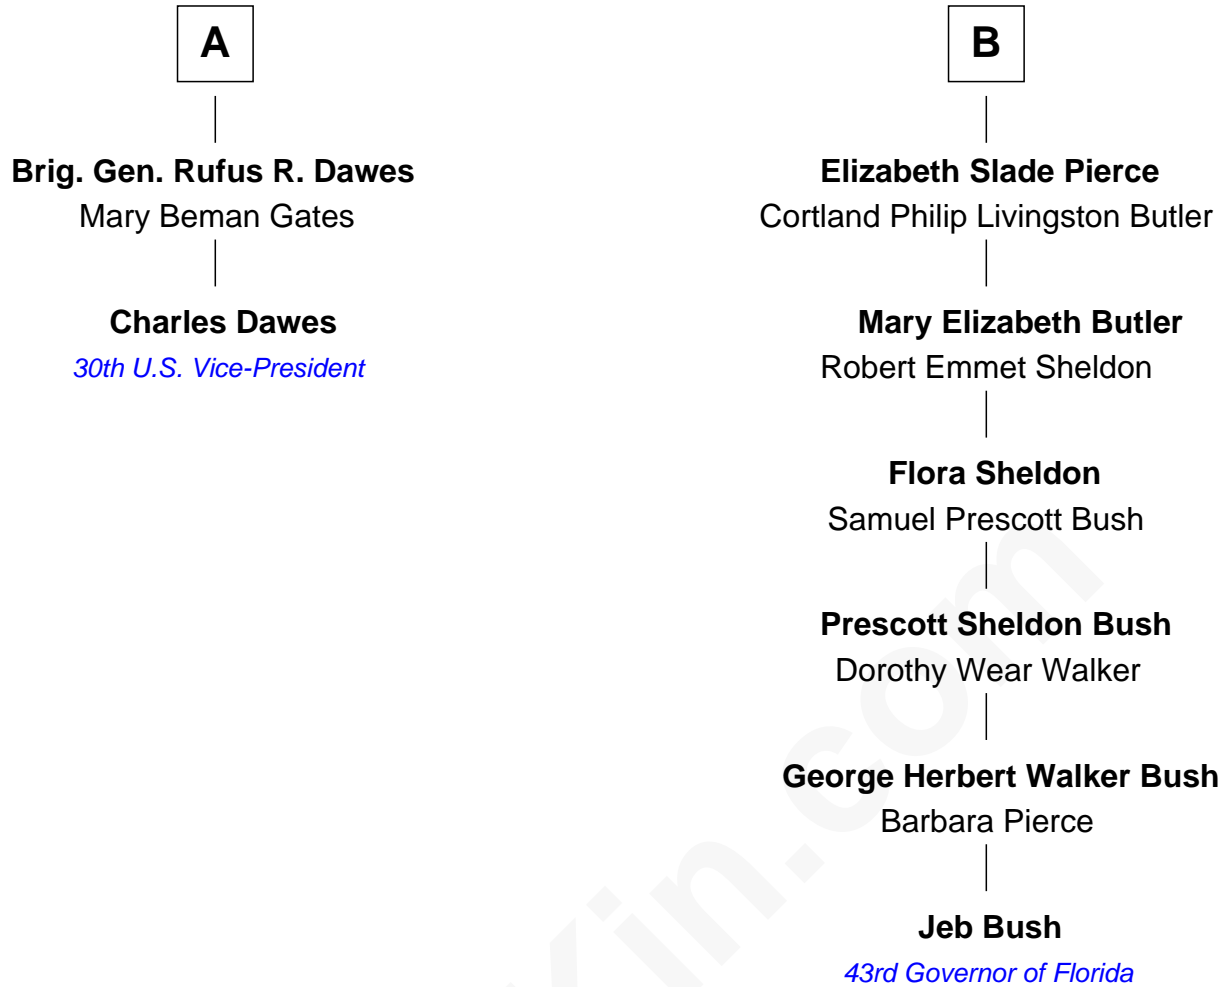 A
Brig. Gen. Rufus R. Dawes
Mary Beman Gates
Charles Dawes
30th U.S. Vice-President
B
Elizabeth Slade Pierce
Cortland Philip Livingston Butler
Mary Elizabeth Butler
Robert Emmet Sheldon
Flora Sheldon
Samuel Prescott Bush
Prescott Sheldon Bush
Dorothy Wear Walker
George Herbert Walker Bush
Barbara Pierce
Jeb Bush
43rd Governor of Florida